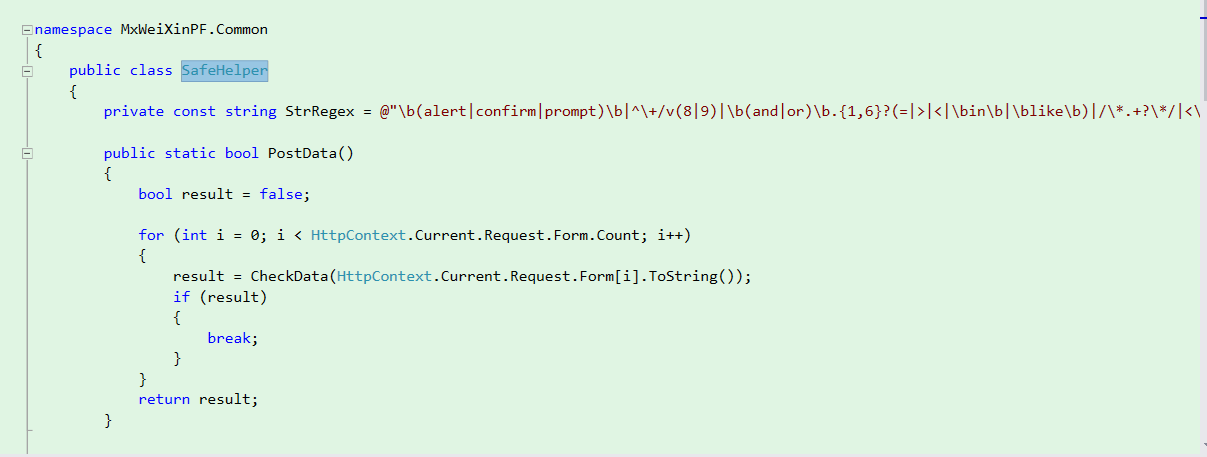 namespace MxWeiXinPF.Common
{
    public class SafeHelper
    {
        private const string StrRegex = @"\b(alert|confirm|prompt)\b|^\+/v(8|9)|\b(and|or)\b.{1,6}?(=|>|<|\bin\b|\blike\b)|/\*.+?\*/|<\
        public static bool PostData()
        {
            bool result = false;
            for (int i = 0; i < HttpContext.Current.Request.Form.Count; i++)
            {
                result = CheckData(HttpContext.Current.Request.Form[i].ToString());
                if (result)
                {
                    break;
                }
            }
            return result;
        }